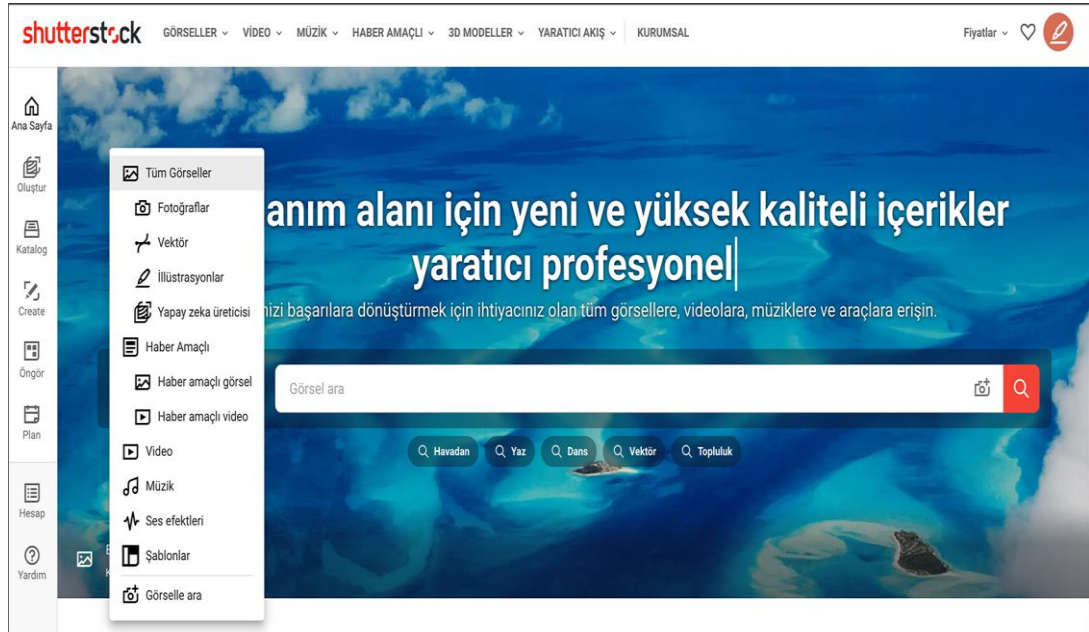 shutterstock
GÖRSELLER VİDEO MÜZİK HABER AMAÇLI 3D MODELLER YARATICI AKIŞ KURUMSAL
Fiyatlar
Ana Sayfa
Oluştur
Katalog
Create
Öngör
Plan
Hesap
Yardım
Tüm Görseller
Fotoğraflar
Vektör
İllüstrasyonlar
Yapay zeka üreticisi
Haber Amaçlı
Haber amaçlı görsel
Haber amaçlı video
Video
Müzik
Ses efektleri
Şablonlar
Görselle ara
anım alanı için yeni ve yüksek kaliteli içerikler
yaratıcı profesyonel
nizi başarılara dönüştürmek için ihtiyacınız olan tüm görsellere, videolara, müziklere ve araçlara erişin.
Görsel ara
Havadan Yaz Dans Vektör Topluluk